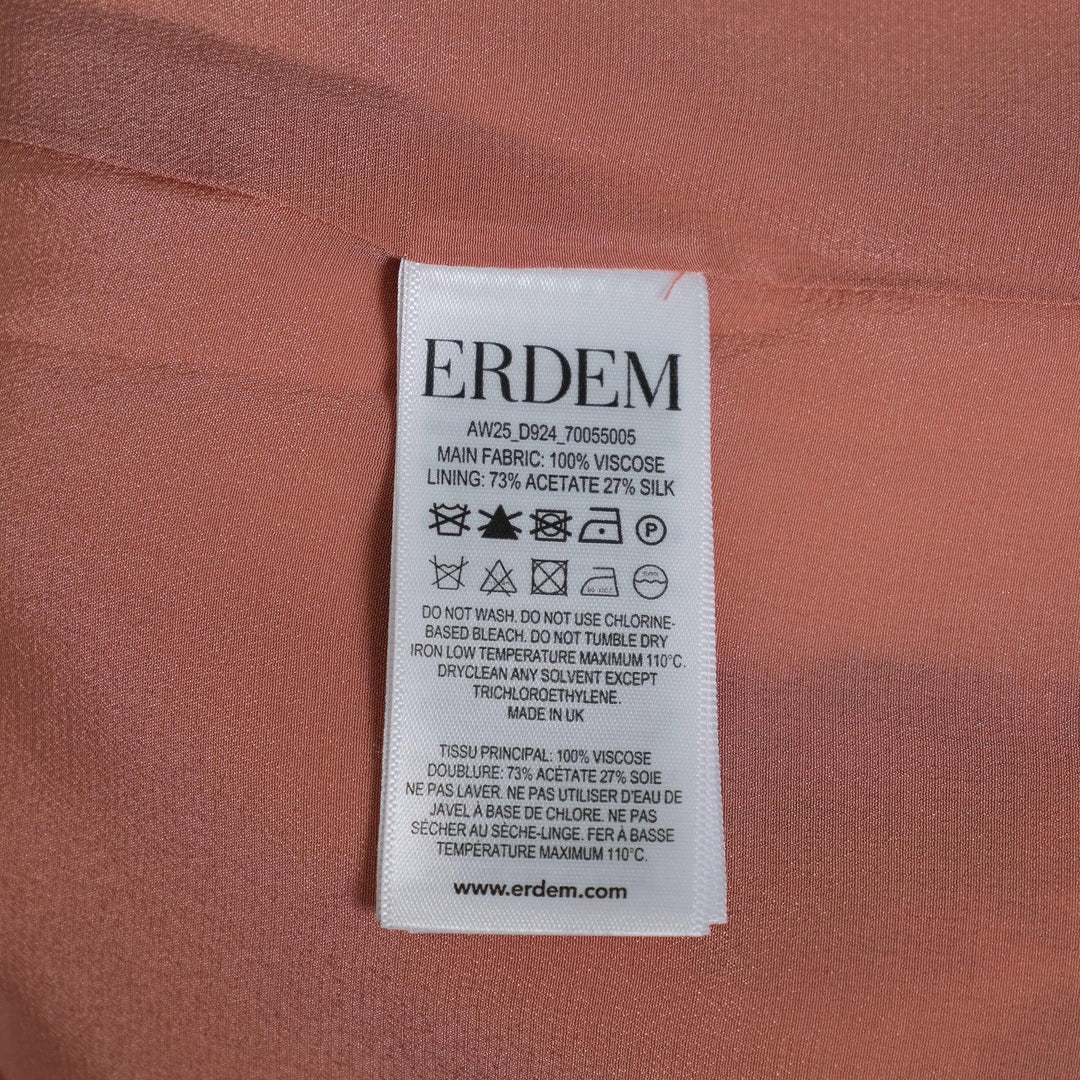 ERDEM
AW25_D924_70055005
MAIN FABRIC: 100% VISCOSE
LINING: 73% ACETATE 27% SILK
P
DO NOT WASH. DO NOT USE CHLORINE-
BASED BLEACH. DO NOT TUMBLE DRY
IRON LOW TEMPERATURE MAXIMUM 110°C.
DRYCLEAN ANY SOLVENT EXCEPT
TRICHLOROETHYLENE.
MADE IN UK
TISSU PRINCIPAL: 100% VISCOSE
DOUBLURE: 73% ACÉTATE 27% SOIE
NE PAS LAVER. NE PAS UTILISER D'EAU DE
JAVEL À BASE DE CHLORE. NE PAS
SÉCHER AU SÈCHE-LINGE. FER À BASSE
TEMPÉRATURE MAXIMUM 110°C.
www.erdem.com